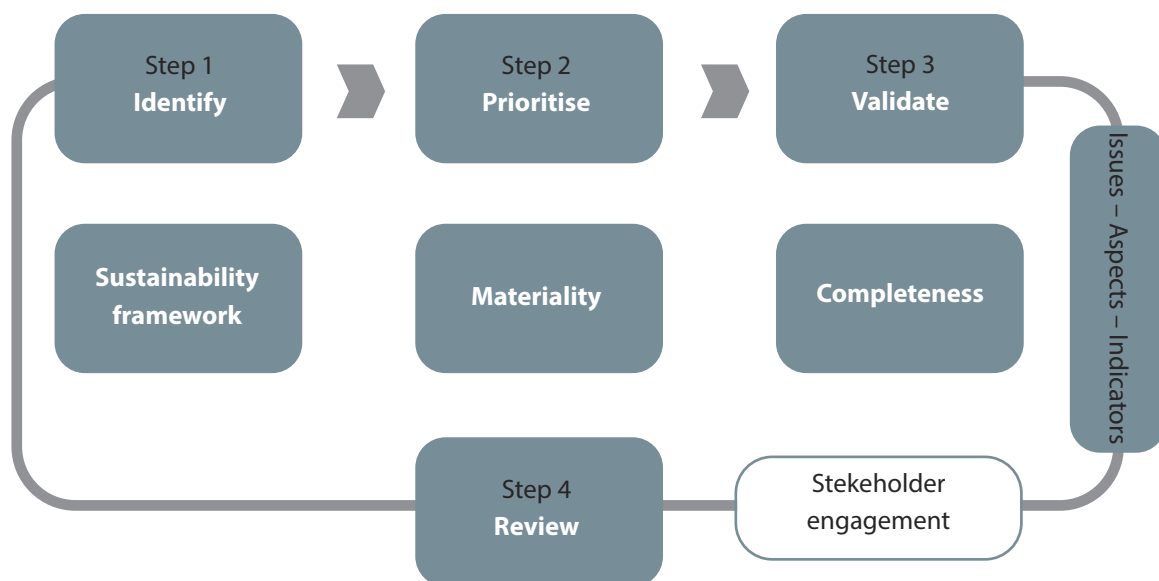 Step 1
Identify
Step 2
Prioritise
Step 3
Validate
Issues – Aspects – Indicators
Sustainability
framework
Materiality
Completeness
Step 4
Review
Stekeholder
engagement